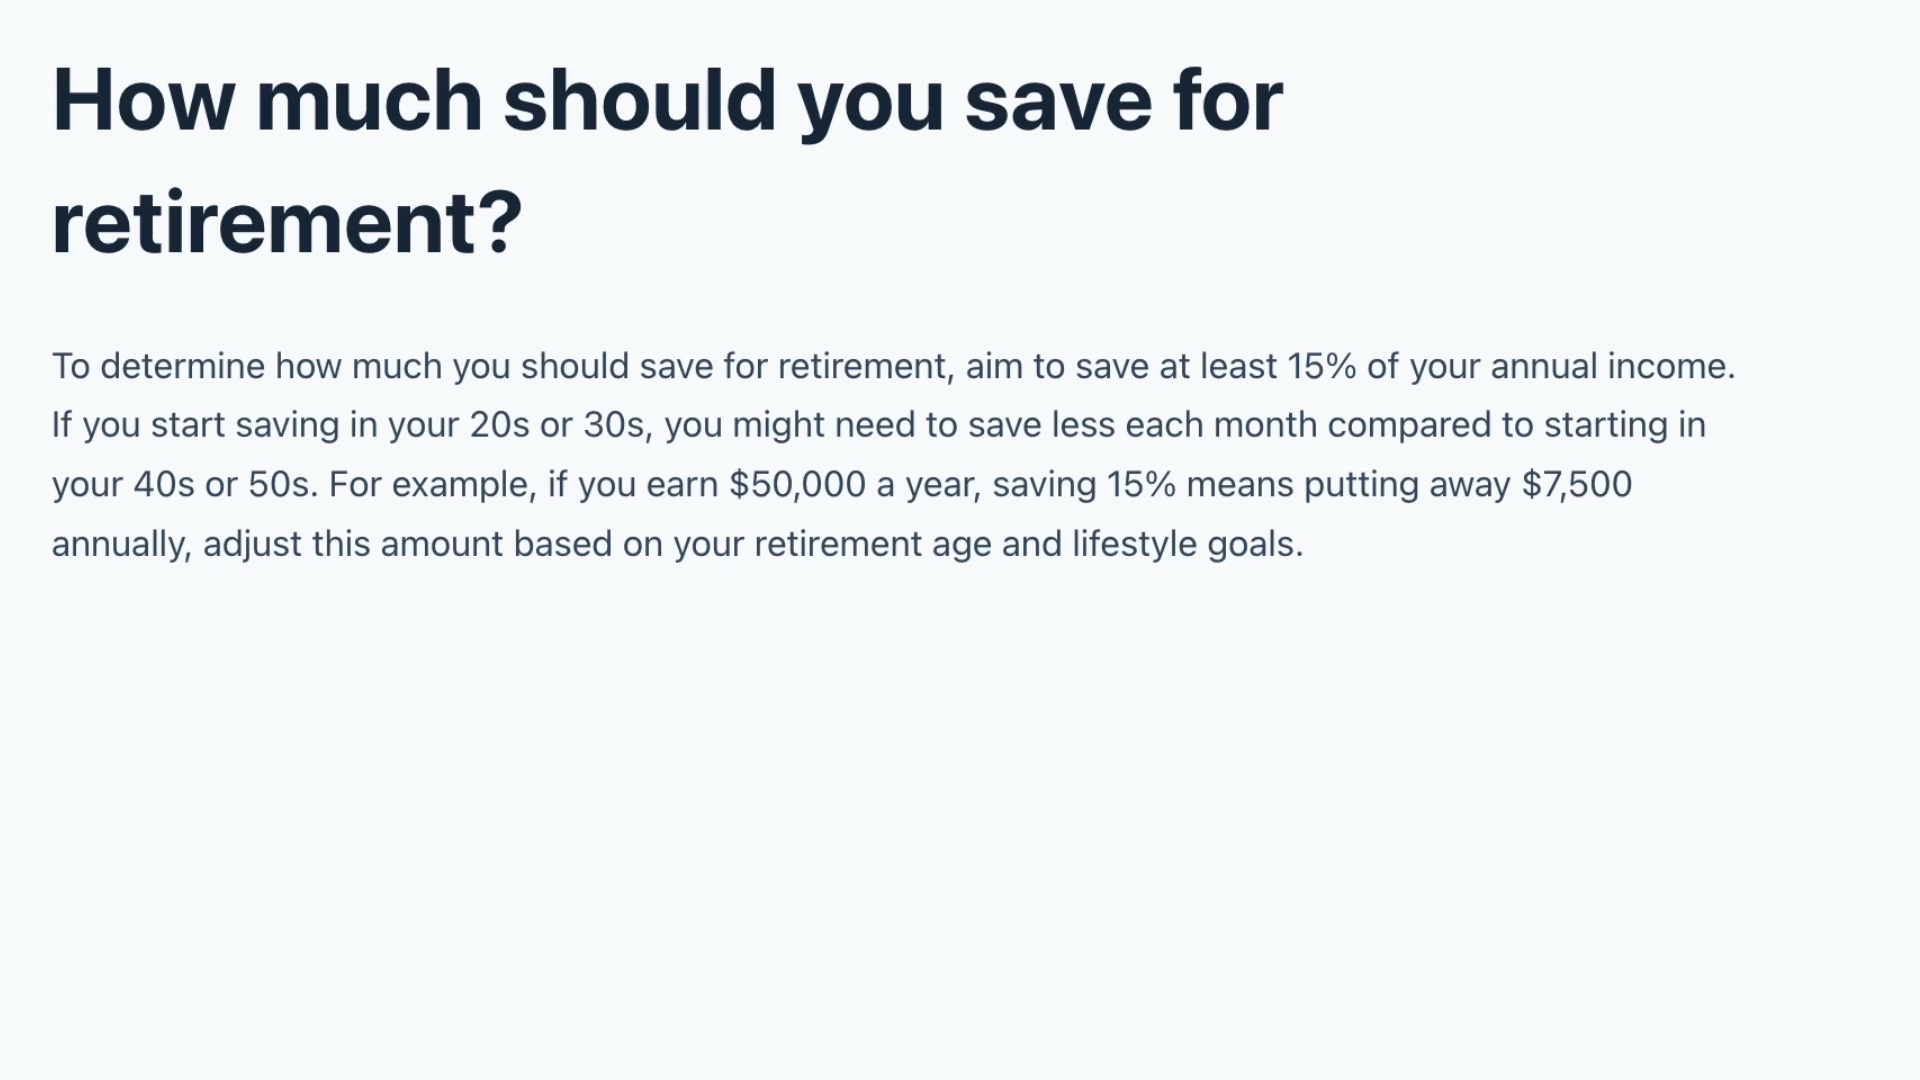 How much should you save for
retirement?
To determine how much you should save for retirement, aim to save at least 15% of your annual income.
If you start saving in your 20s or 30s, you might need to save less each month compared to starting in
your 40s or 50s. For example, if you earn $50,000 a year, saving 15% means putting away $7,500
annually, adjust this amount based on your retirement age and lifestyle goals.